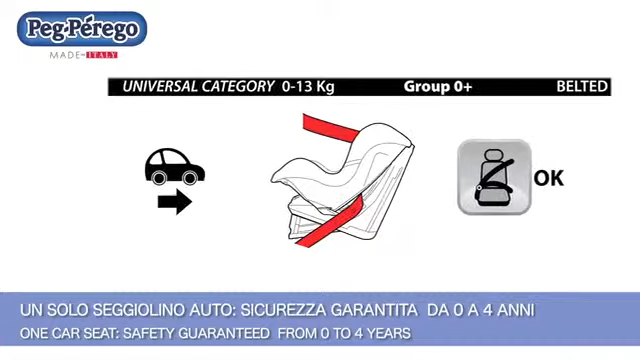 Peg-Pérego
MADE IN ITALY
UNIVERSAL CATEGORY 0-13 Kg Group 0+ BELTED
OK
UN SOLO SEGGIOLINO AUTO: SICUREZZA GARANTITA DA 0 A 4 ANNI
ONE CAR SEAT: SAFETY GUARANTEED FROM 0 TO 4 YEARS